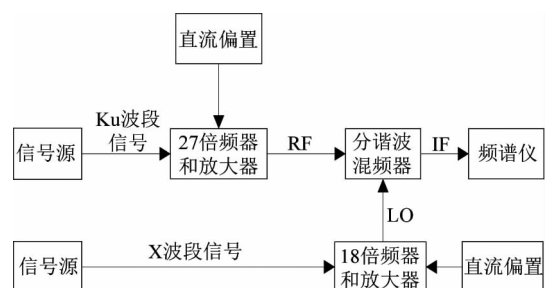 直流偏置
Ku波段
信号
信号源
27倍频器
和放大器
RF
分谐波
混频器
IF
频谱仪
LO
X波段信号
信号源
18倍频器
和放大器
直流偏置